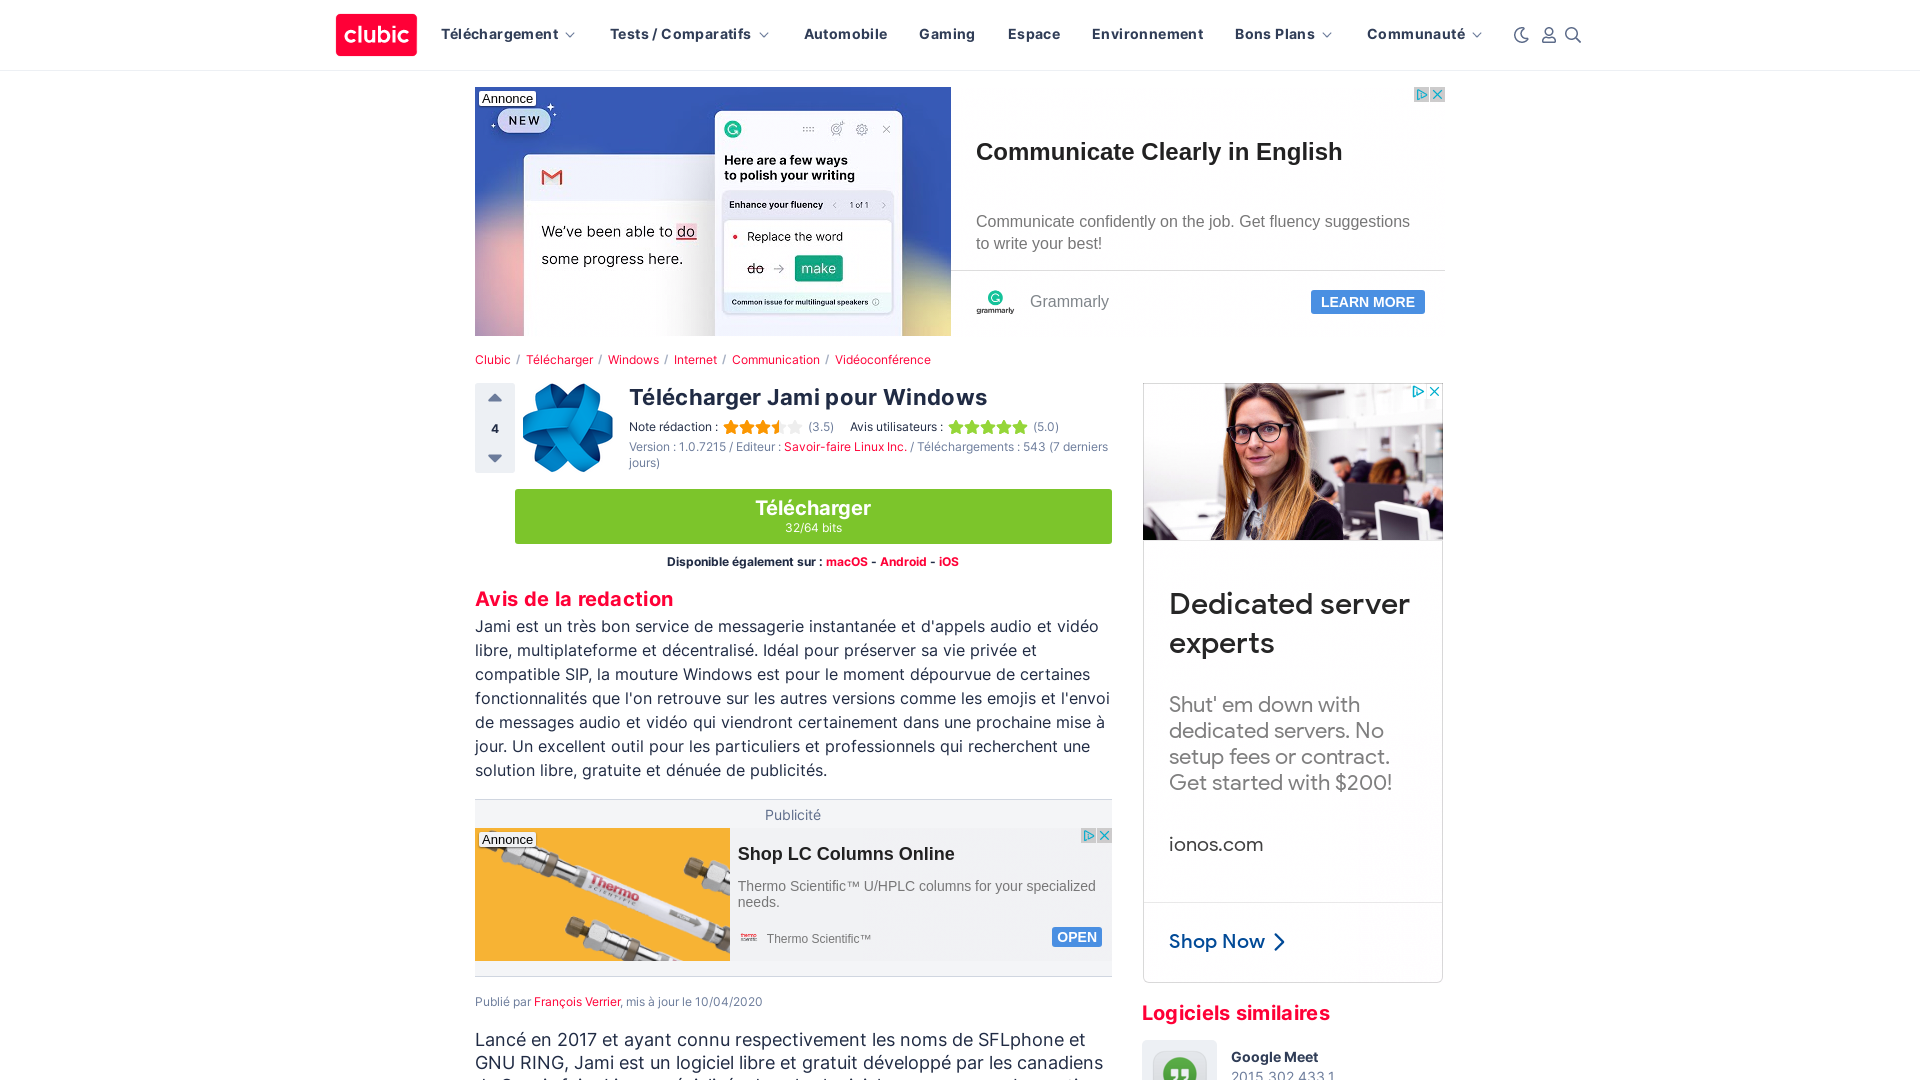 clubic
Téléchargement
Tests / Comparatifs
Automobile
Gaming
Espace
Environnement
Bons Plans
Communauté
Annonce
NEW
We've been able to do
some progress here.
Here are a few ways
to polish your writing
Enhance your fluency
1 of 1
Replace the word
do → make
Common issue for multilingual speakers
Communicate Clearly in English
Communicate confidently on the job. Get fluency suggestions
to write your best!
grammarly
Grammarly
LEARN MORE
Clubic / Télécharger / Windows / Internet / Communication / Vidéoconférence
4
Télécharger Jami pour Windows
Note rédaction : (3.5) Avis utilisateurs : (5.0)
Version : 1.0.7215 / Editeur : Savoir-faire Linux Inc. / Téléchargements : 543 (7 derniers
jours)
Télécharger
32/64 bits
Disponible également sur : macOS - Android - iOS
Avis de la redaction
Jami est un très bon service de messagerie instantanée et d'appels audio et vidéo
libre, multiplateforme et décentralisé. Idéal pour préserver sa vie privée et
compatible SIP, la mouture Windows est pour le moment dépourvue de certaines
fonctionnalités que l'on retrouve sur les autres versions comme les emojis et l'envoi
de messages audio et vidéo qui viendront certainement dans une prochaine mise à
jour. Un excellent outil pour les particuliers et professionnels qui recherchent une
solution libre, gratuite et dénuée de publicités.
Publicité
Annonce
Thermo
SCIENTIFIC
Shop LC Columns Online
Thermo Scientific™ U/HPLC columns for your specialized
needs.
Thermo Scientific™
OPEN
Publié par François Verrier, mis à jour le 10/04/2020
Lancé en 2017 et ayant connu respectivement les noms de SFLphone et
GNU RING, Jami est un logiciel libre et gratuit développé par les canadiens
Dedicated server
experts
Shut' em down with
dedicated servers. No
setup fees or contract.
Get started with $200!
ionos.com
Shop Now
Logiciels similaires
Google Meet
2015.302.433.1